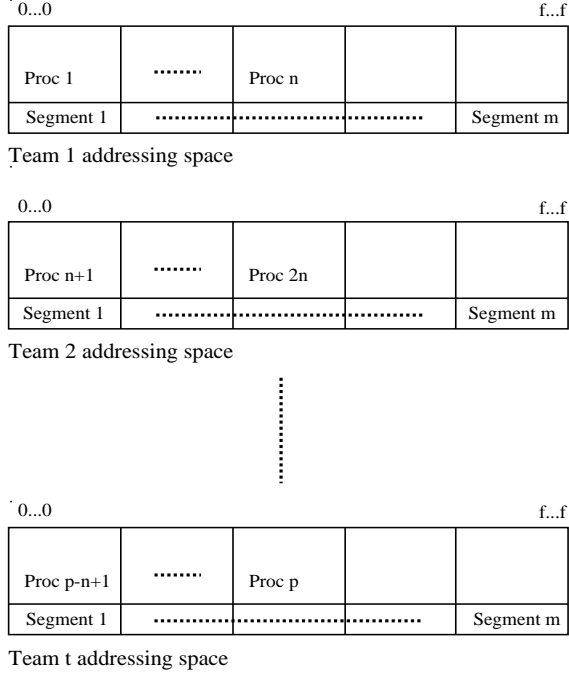 0...0 f...f
Proc 1 Proc n
Segment 1 Segment m
Team 1 addressing space
0...0 f...f
Proc n+1 Proc 2n
Segment 1 Segment m
Team 2 addressing space
0...0 f...f
Proc p-n+1 Proc p
Segment 1 Segment m
Team t addressing space